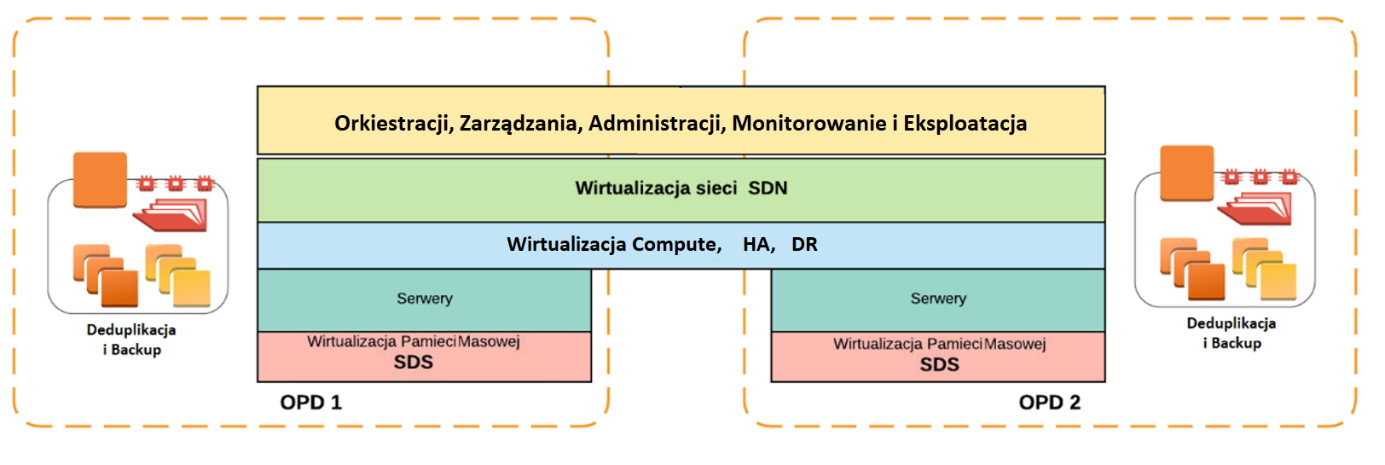 Orkiestracji, Zarządzania, Administracji, Monitorowanie i Eksploatacja
Wirtualizacja sieci SDN
Wirtualizacja Compute, HA, DR
Serwery
Wirtualizacja Pamieci Masowej
SDS
OPD 1
Deduplikacja
i Backup
Serwery
Wirtualizacja Pamieci Masowej
SDS
OPD 2
Deduplikacja
i Backup